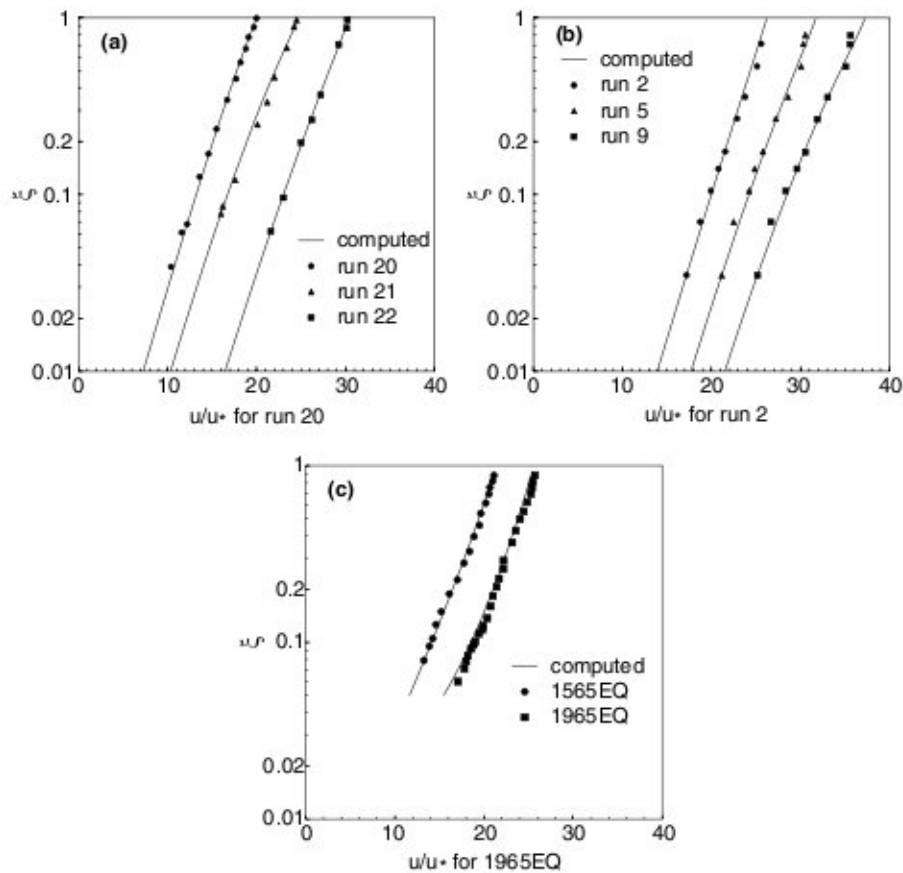 (a)
1
0.2
0.1
0.02
0.01
ξ
computed
run 20
run 21
run 22
0 10 20 30 40
u/u* for run 20
(b)
1
0.2
0.1
0.02
0.01
ξ
computed
run 2
run 5
run 9
0 10 20 30 40
u/u* for run 2
(c)
1
0.2
0.1
0.02
0.01
ξ
computed
1565EQ
1965EQ
0 10 20 30 40
u/u* for 1965EQ